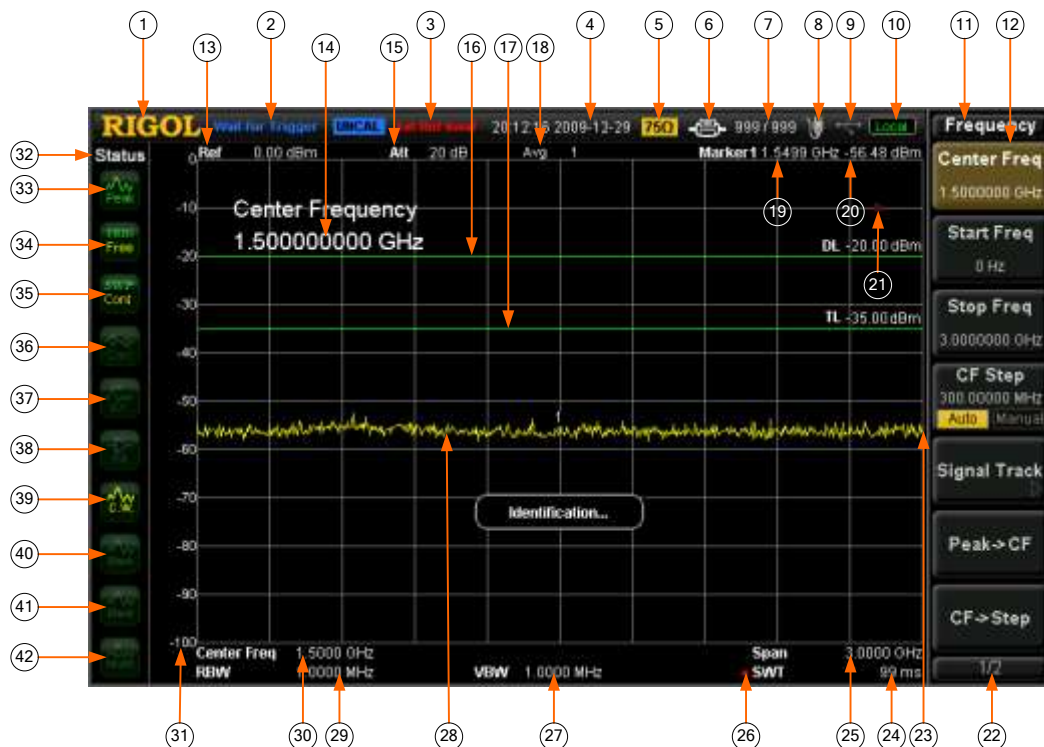 1 2 3 4 5 6 7 8 9 10 11 12
13 14 15 16 17 18
RIGOL Wait for Trigger UNCAL 20:12:16 2009-12-29 75Ω 999 / 999 LOCAL Frequency
32 Status Ref 0.00 dBm Att 20 dB Avg 1 Marker1 1.5499 GHz -56.48 dBm
0
Center Freq
1.5000000 GHz
33 Peak
19 20
-10
Center Frequency
1.500000000 GHz
34 Free
Start Freq
0 Hz
DL -20.00 dBm
-20
21
35 Cont
-30
Stop Freq
3.0000000 GHz
TL -35.00 dBm
36
-40
CF Step
300.00000 MHz
Auto Manual
37
-50
1
38
-60
Signal Track
39 C.W.
-70
Identification...
40
-80
Peak->CF
41
-90
CF->Step
42
-100
Center Freq 1.5000 GHz Span 3.0000 GHz
RBW 1.0000 MHz VBW 1.0000 MHz SWT 99 ms
1/2
31 30 29 28 27 26 25 24 23 22